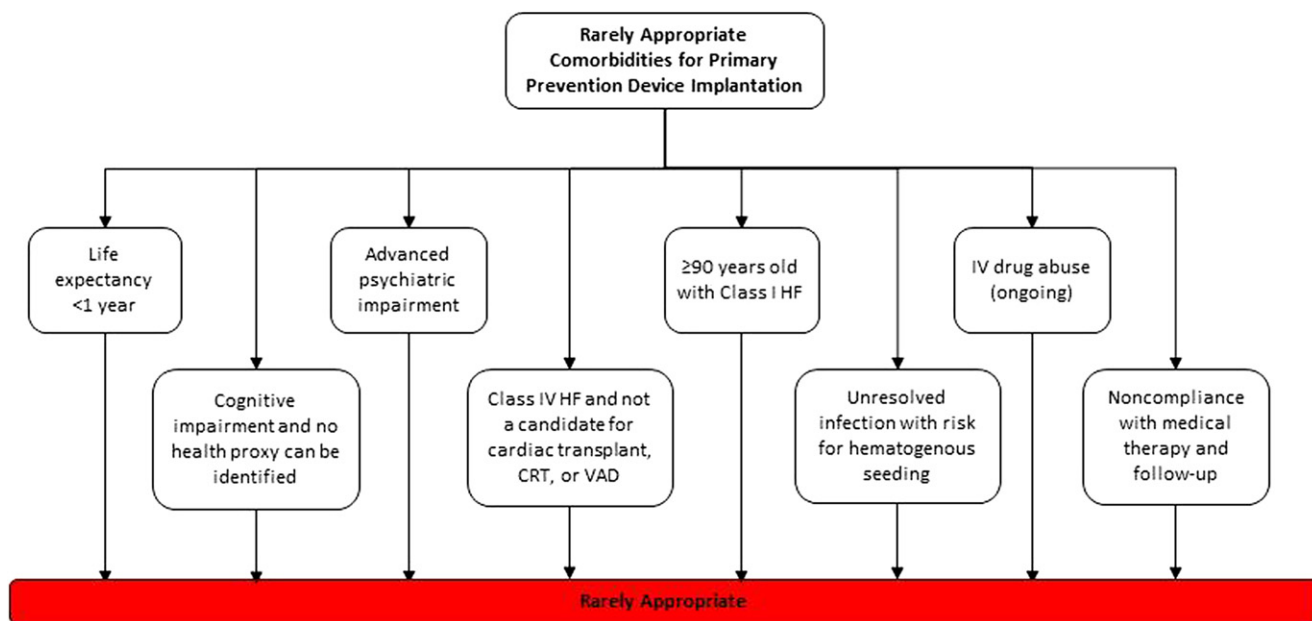 Rarely Appropriate
Comorbidities for Primary
Prevention Device Implantation
Life
expectancy
<1 year
Advanced
psychiatric
impairment
≥90 years old
with Class I HF
IV drug abuse
(ongoing)
Cognitive
impairment and no
health proxy can be
identified
Class IV HF and not
a candidate for
cardiac transplant,
CRT, or VAD
Unresolved
infection with risk
for hematogenous
seeding
Noncompliance
with medical
therapy and
follow-up
Rarely Appropriate